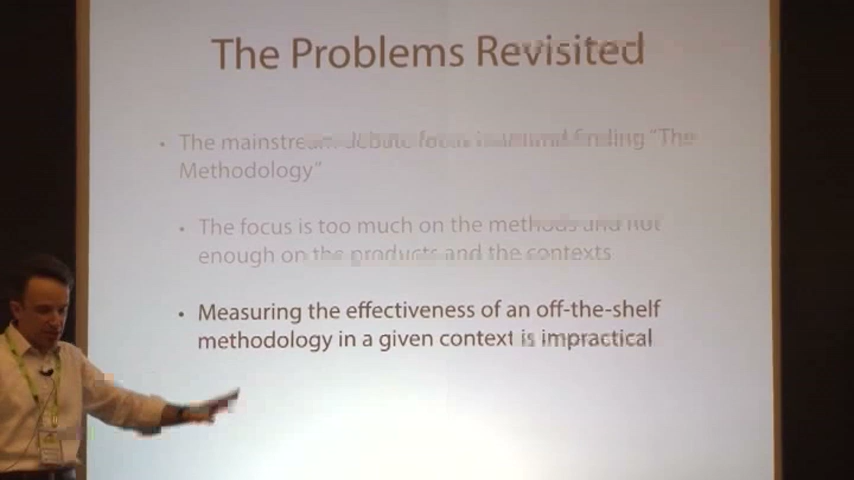 The Problems Revisited
• The mainstream debate focus is around finding "The
Methodology"
• The focus is too much on the methods and not
enough on the products and the contexts
• Measuring the effectiveness of an off-the-shelf
methodology in a given context is impractical